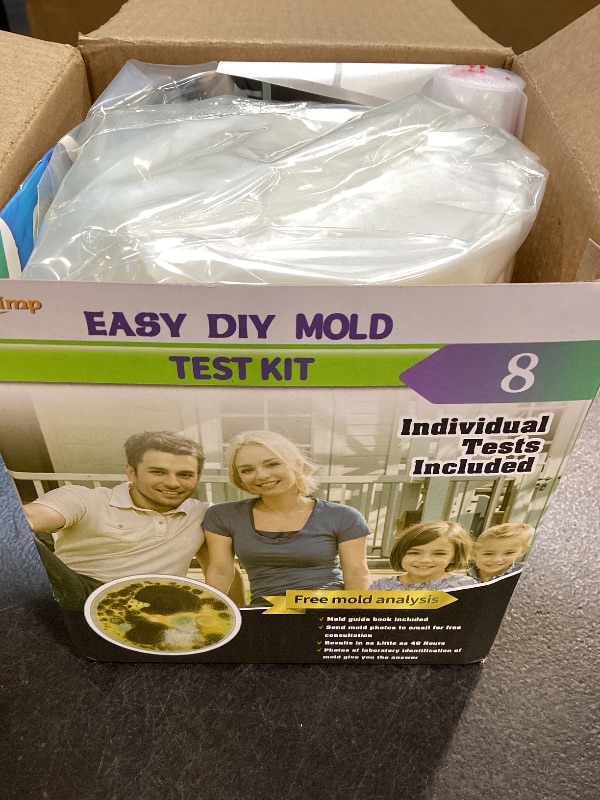 imp
EASY DIY MOLD
TEST KIT
8
Individual
Tests
Included
Free mold analysis
✓ Mold guide book included
✓ Send mold photos to email for free
consultation
✓ Results in as Little as 48 Hours
✓ Photos of laboratory identification of
mold give you the answer